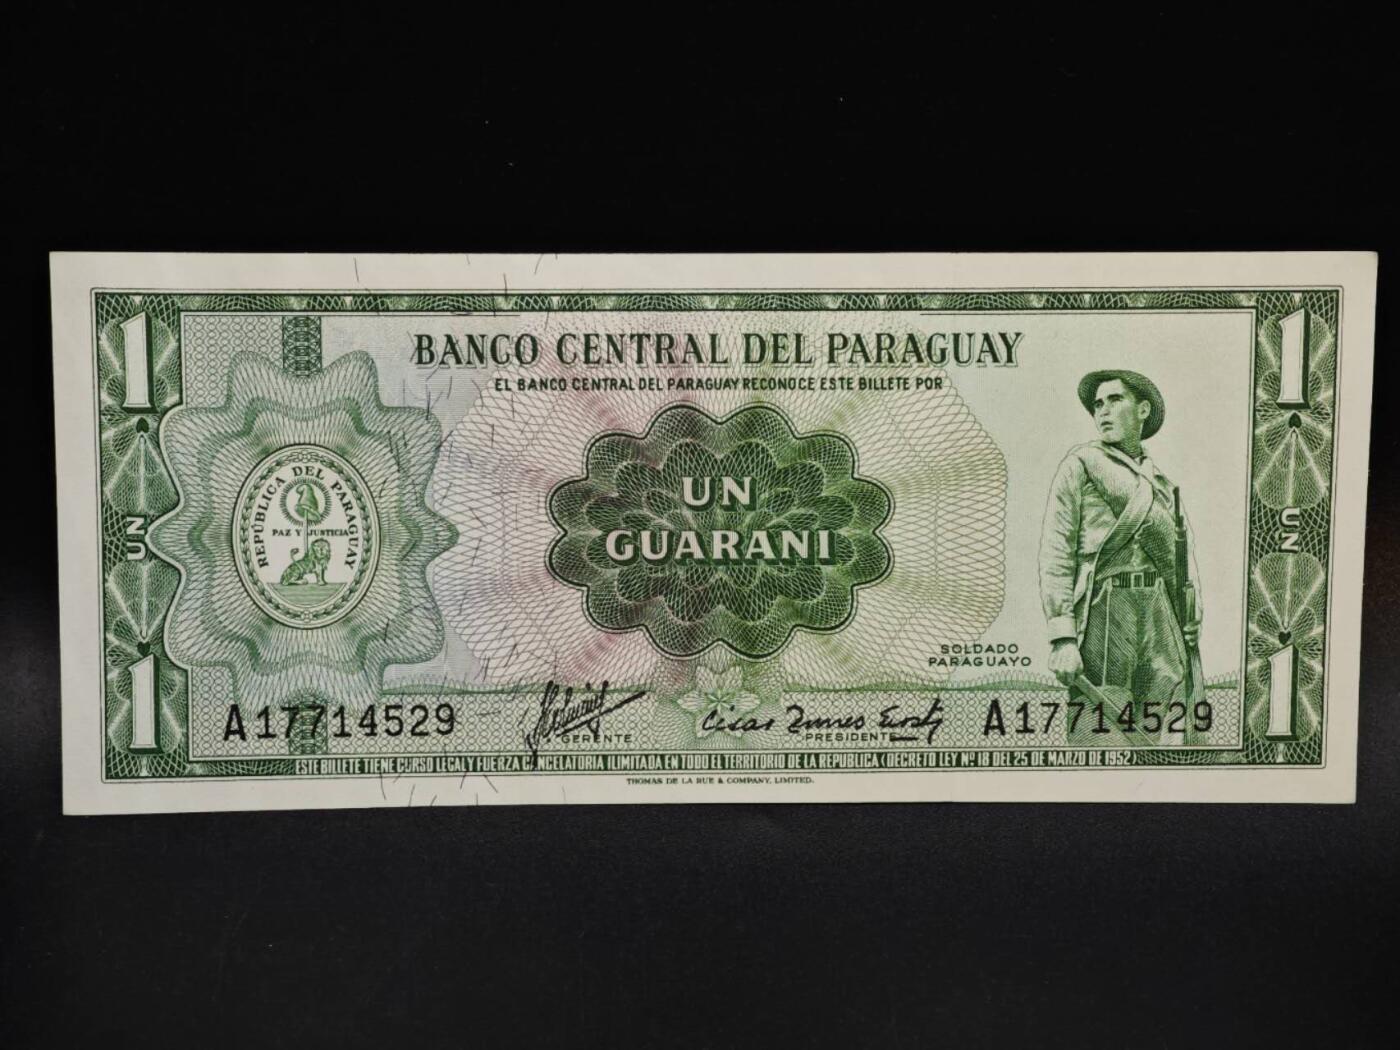 1
1
BANCO CENTRAL DEL PARAGUAY
EL BANCO CENTRAL DEL PARAGUAY RECONOCE ESTE BILLETE POR
REPÚBLICA DEL PARAGUAY
PAZ Y JUSTICIA
UN
GUARANI
UN
UN
SOLDADO
PARAGUAYO
1
1
A17714529
A17714529
GERENTE
PRESIDENTE
ESTE BILLETE TIENE CURSO LEGAL Y FUERZA CANCELATORIA ILIMITADA EN TODO EL TERRITORIO DE LA REPUBLICA (DECRETO LEY Nº 18 DEL 25 DE MARZO DE 1952)
THOMAS DE LA RUE & COMPANY, LIMITED.